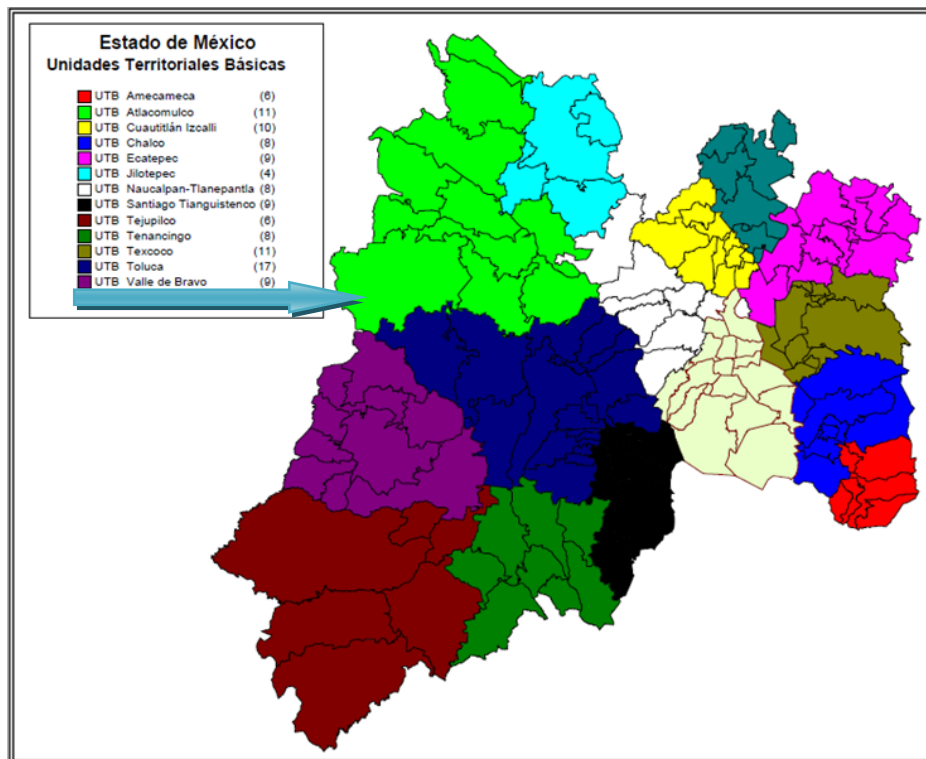 Estado de México
Unidades Territoriales Básicas
UTB Amecameca (6)
UTB Atlacomulco (11)
UTB Cuautitlán Izcalli (10)
UTB Chalco (8)
UTB Ecatepec (9)
UTB Jilotepec (4)
UTB Naucalpan-Tlanepantla (8)
UTB Santiago Tianguistenco (9)
UTB Tejupilco (6)
UTB Tenancingo (8)
UTB Texcoco (11)
UTB Toluca (17)
UTB Valle de Bravo (9)